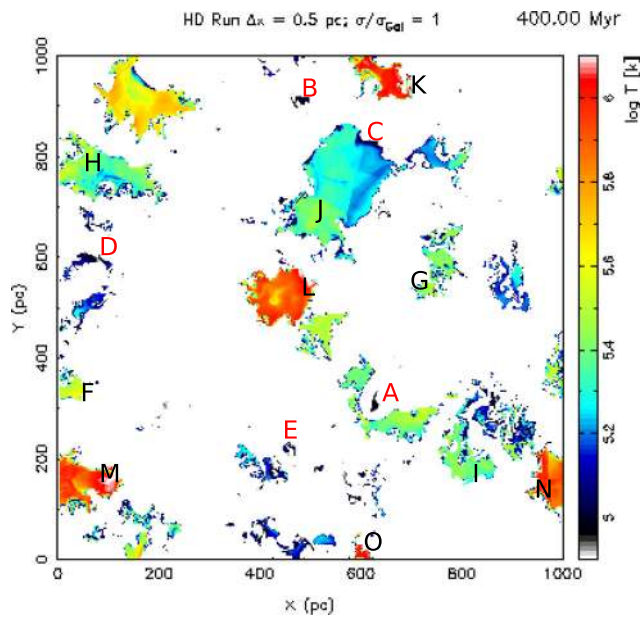 HD Run Δx = 0.5 pc; σ/σGal = 1
400.00 Myr
1000
800
600
400
200
0
Y (pc)
B
K
C
H
J
D
G
L
A
F
E
M
I
N
O
0
200
400
600
800
1000
X (pc)
6
5.8
5.6
5.4
5.2
5
log T [k]